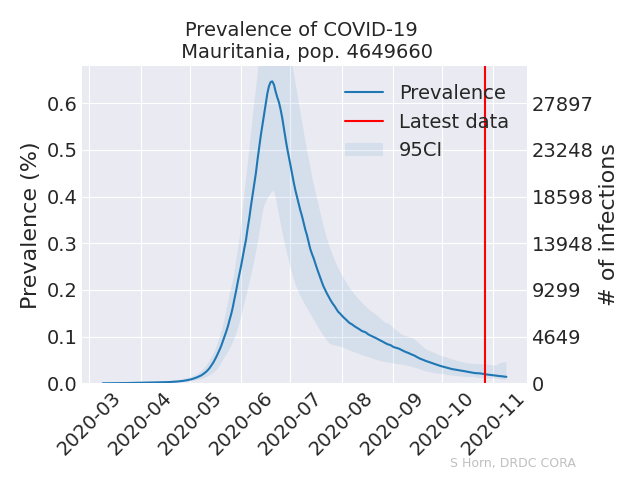 Prevalence of COVID-19
Mauritania, pop. 4649660
Prevalence (%)
0.6
0.5
0.4
0.3
0.2
0.1
0.0
Prevalence
Latest data
95CI
27897
23248
18598
13948
9299
4649
0
# of infections
2020-03
2020-04
2020-05
2020-06
2020-07
2020-08
2020-09
2020-10
2020-11
S Horn, DRDC CORA